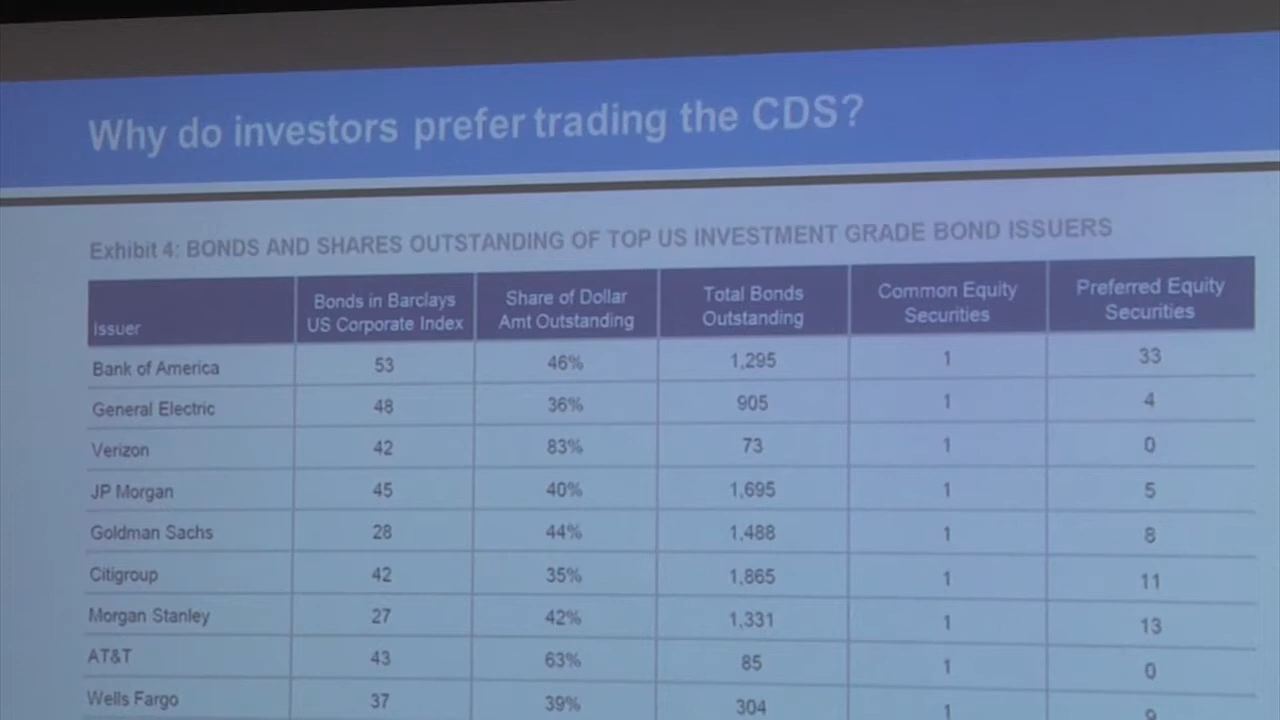 Why do investors prefer trading the CDS?
Exhibit 4: BONDS AND SHARES OUTSTANDING OF TOP US INVESTMENT GRADE BOND ISSUERS
Issuer Bonds in Barclays US Corporate Index Share of Dollar Amt Outstanding Total Bonds Outstanding Common Equity Securities Preferred Equity Securities
Bank of America 53 46% 1,295 1 33
General Electric 48 36% 905 1 4
Verizon 42 83% 73 1 0
JP Morgan 45 40% 1,695 1 5
Goldman Sachs 28 44% 1,488 1 8
Citigroup 42 35% 1,865 1 11
Morgan Stanley 27 42% 1,331 1 13
AT&T 43 63% 85 1 0
Wells Fargo 37 39% 304 1